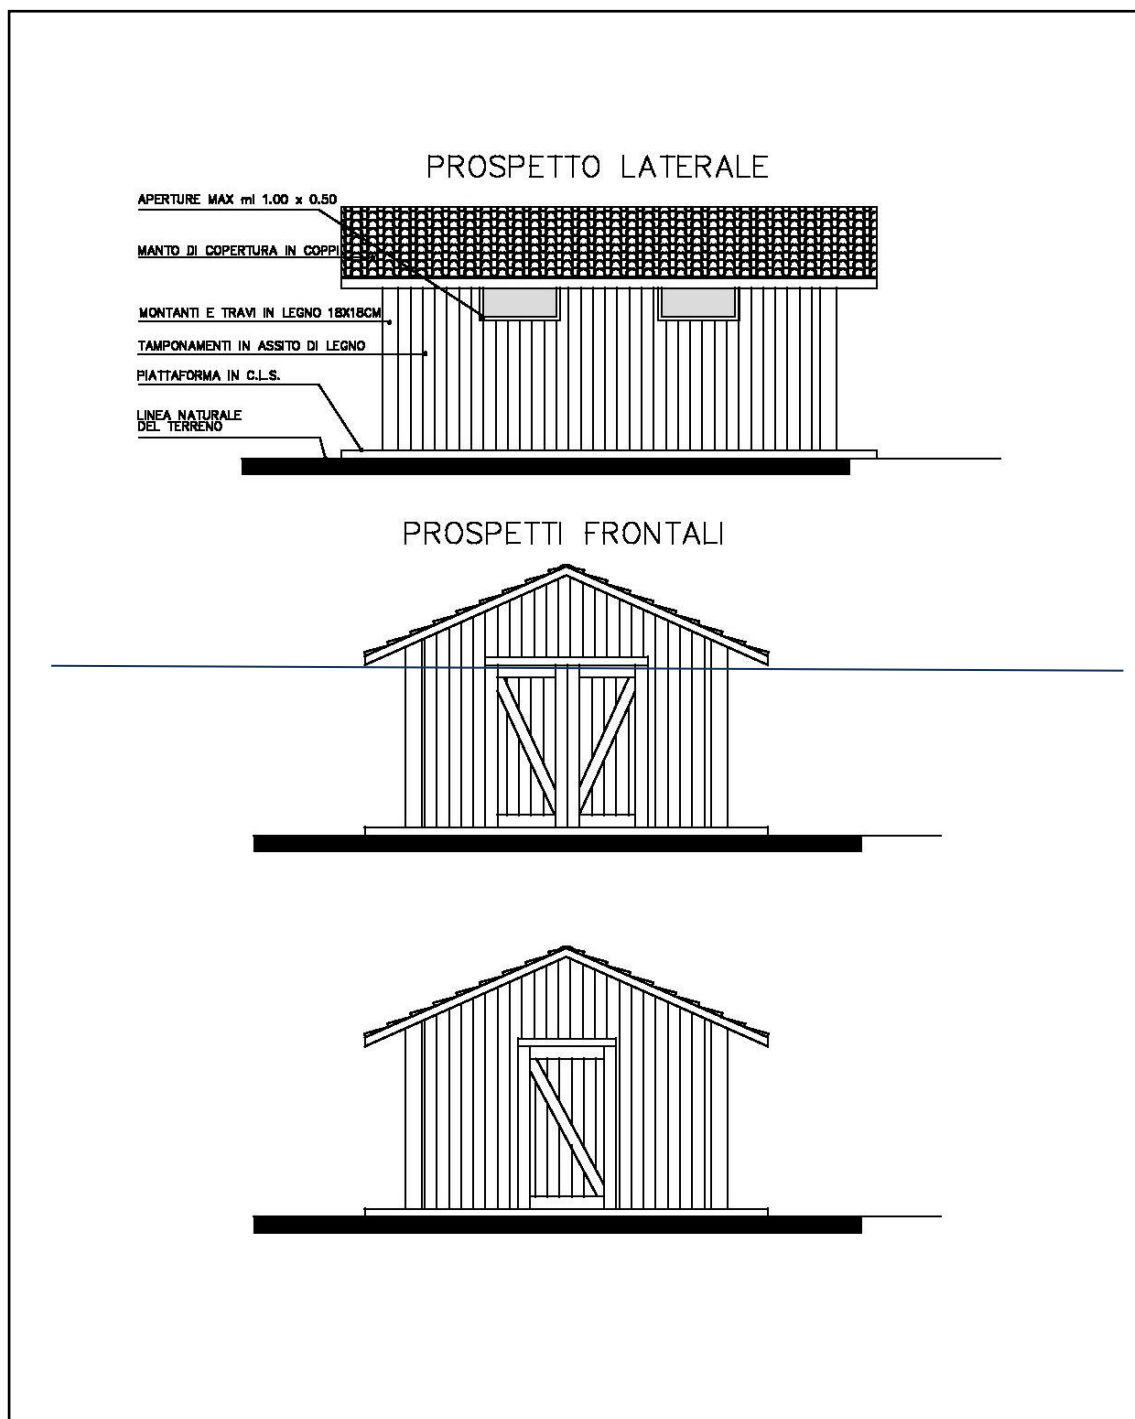 PROSPETTO LATERALE
APERTURE MAX ml 1.00 x 0.50
MANTO DI COPERTURA IN COPPI
MONTANTI E TRAVI IN LEGNO 18X18CM
TAMPONAMENTI IN ASSITO DI LEGNO
PIATTAFORMA IN C.L.S.
LINEA NATURALE
DEL TERRENO
PROSPETTI FRONTALI